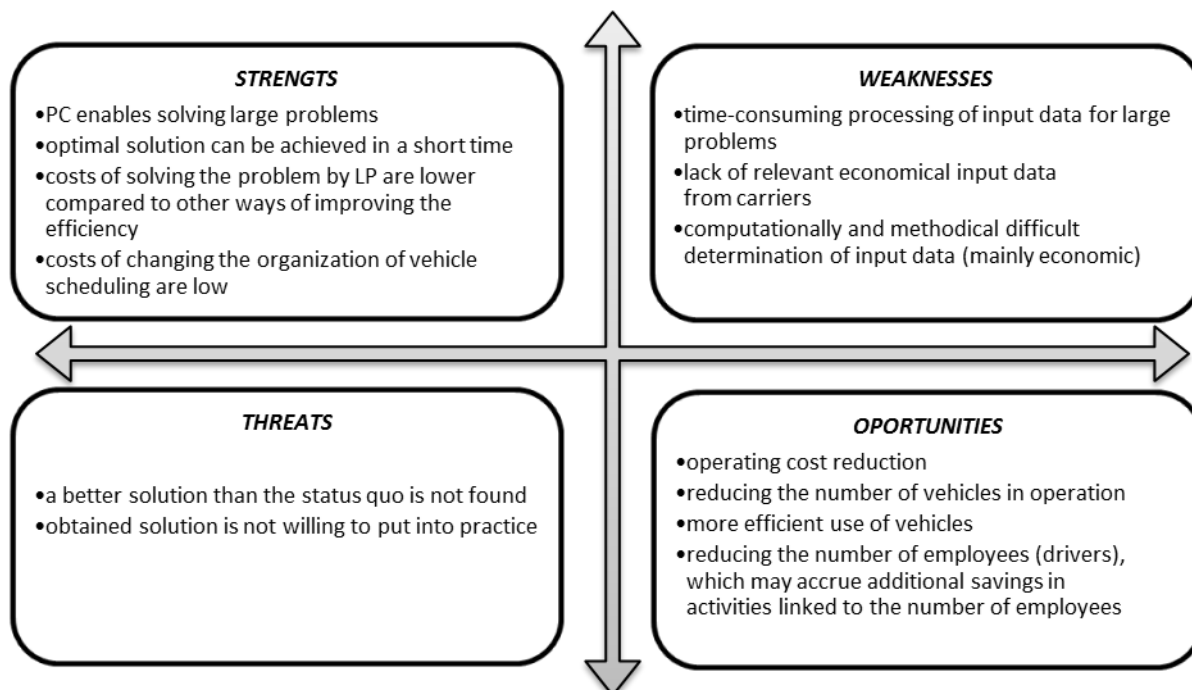 STRENGTS
•PC enables solving large problems
•optimal solution can be achieved in a short time
•costs of solving the problem by LP are lower
compared to other ways of improving the
efficiency
•costs of changing the organization of vehicle
scheduling are low
WEAKNESSES
•time-consuming processing of input data for large
problems
•lack of relevant economical input data
from carriers
•computationally and methodical difficult
determination of input data (mainly economic)
THREATS
•a better solution than the status quo is not found
•obtained solution is not willing to put into practice
OPORTUNITIES
•operating cost reduction
•reducing the number of vehicles in operation
•more efficient use of vehicles
•reducing the number of employees (drivers),
which may accrue additional savings in
activities linked to the number of employees